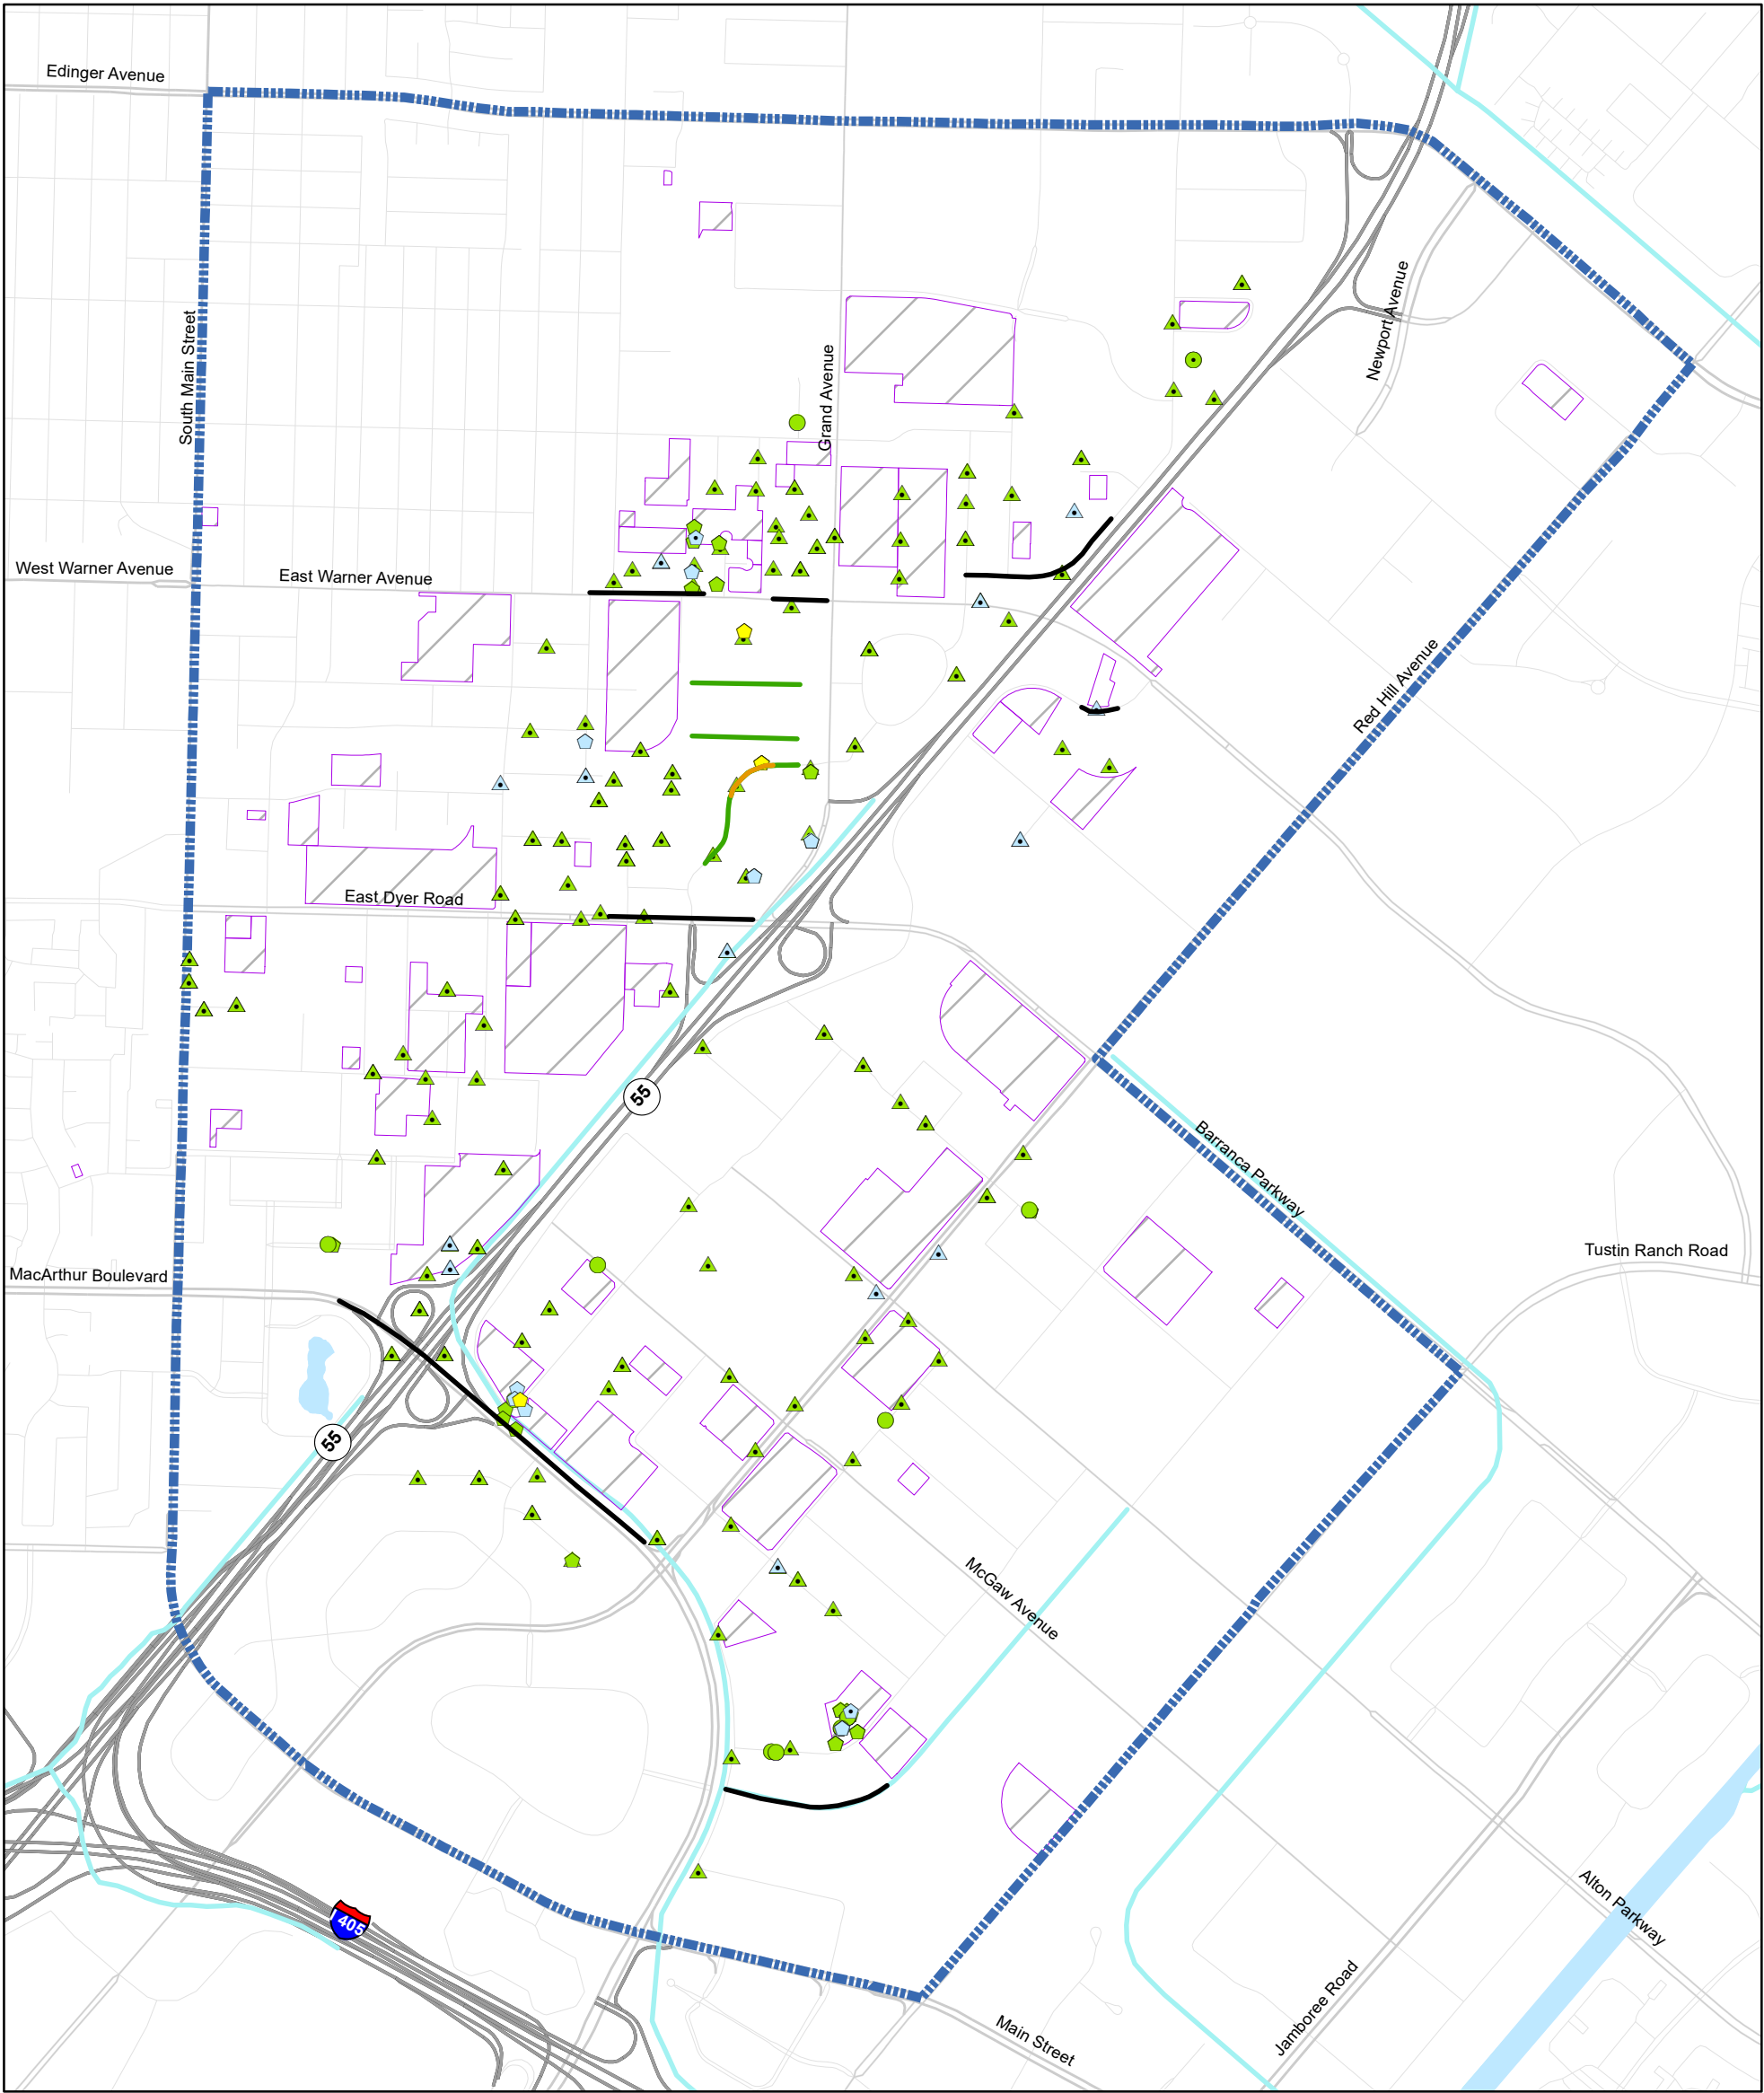 Edinger Avenue
Newport Avenue
South Main Street
Grand Avenue
West Warner Avenue
East Warner Avenue
Red Hill Avenue
East Dyer Road
55
Barranca Parkway
Tustin Ranch Road
MacArthur Boulevard
55
McGaw Avenue
Alton Parkway
405
Jamboree Road
Main Street